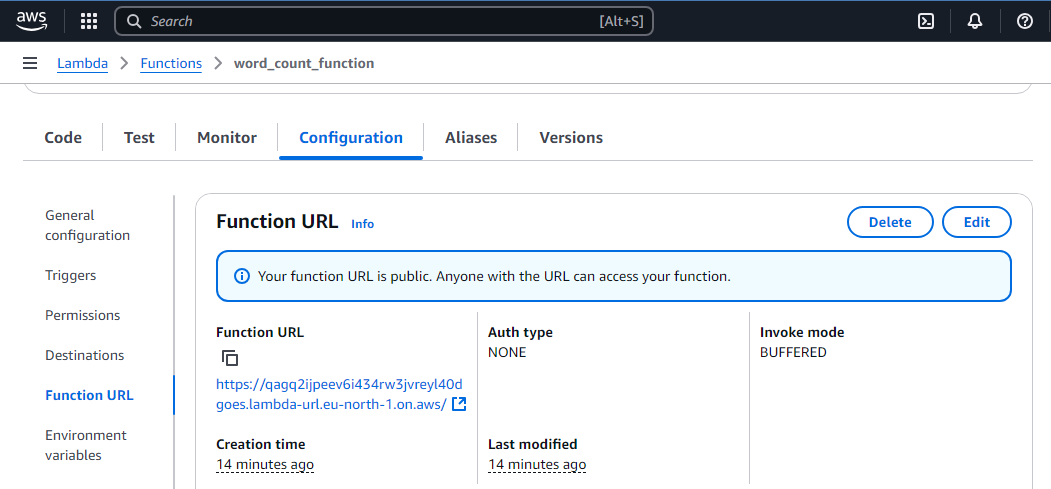 aws
Search [Alt+S]
Lambda > Functions > word_count_function
Code Test Monitor Configuration Aliases Versions
General
configuration
Triggers
Permissions
Destinations
Function URL
Environment
variables
Function URL Info
Delete Edit
Your function URL is public. Anyone with the URL can access your function.
Function URL
https://qagq2ijpeev6i434rw3jvreyl40d
goes.lambda-url.eu-north-1.on.aws/
Auth type
NONE
Invoke mode
BUFFERED
Creation time
14 minutes ago
Last modified
14 minutes ago